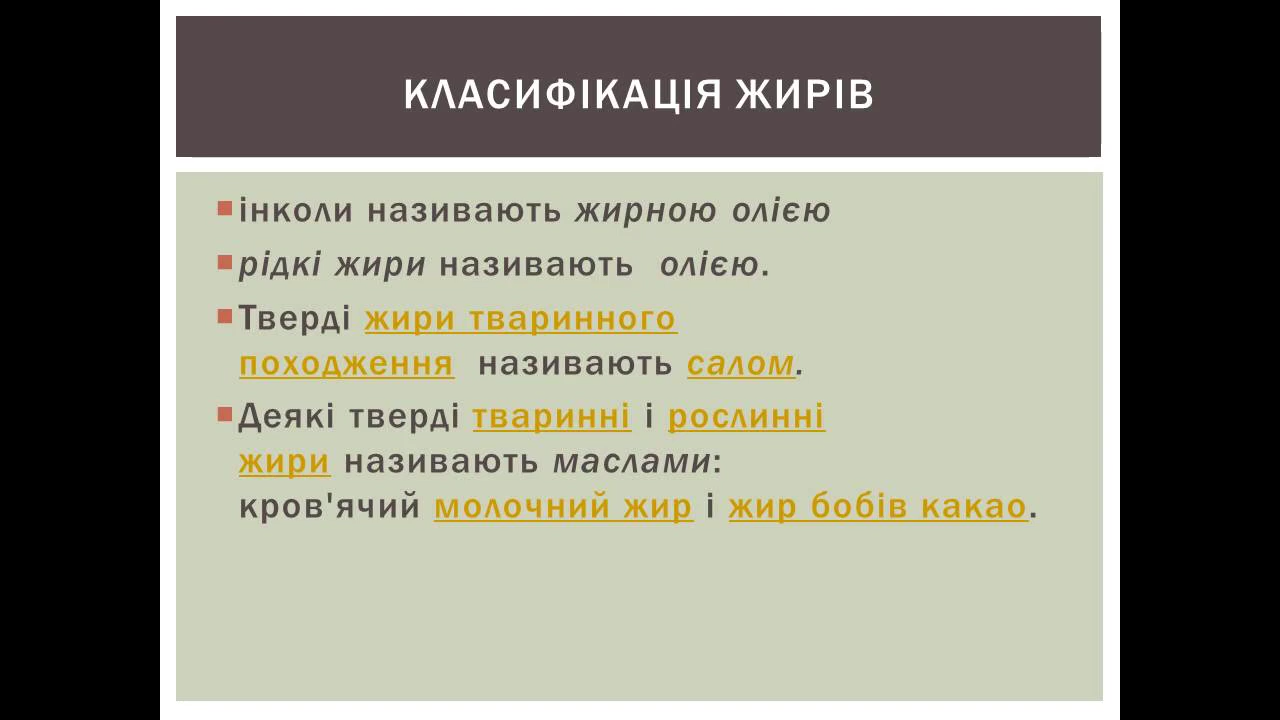 КЛАСИФІКАЦІЯ ЖИРІВ
інколи називають жирною олією
рідкі жири називають олією.
Тверді жири тваринного
походження називають салом.
Деякі тверді тваринні і рослинні
жири називають маслами:
кров'ячий молочний жир і жир бобів какао.